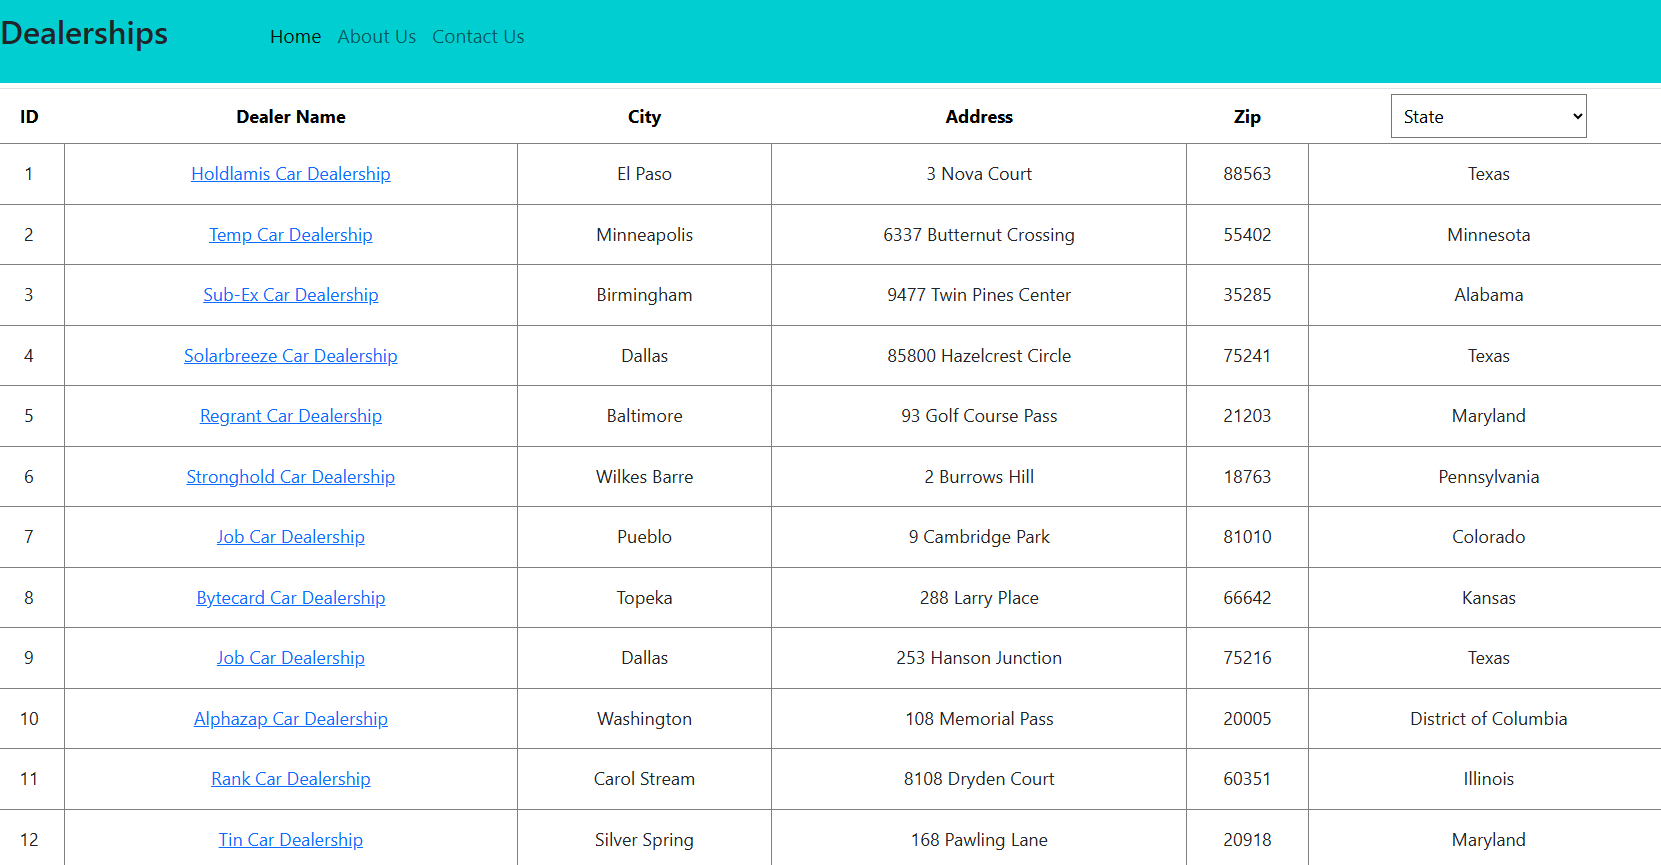 Dealerships Home About Us Contact Us
ID Dealer Name City Address Zip State
1 Holdlamis Car Dealership El Paso 3 Nova Court 88563 Texas
2 Temp Car Dealership Minneapolis 6337 Butternut Crossing 55402 Minnesota
3 Sub-Ex Car Dealership Birmingham 9477 Twin Pines Center 35285 Alabama
4 Solarbreeze Car Dealership Dallas 85800 Hazelcrest Circle 75241 Texas
5 Regrant Car Dealership Baltimore 93 Golf Course Pass 21203 Maryland
6 Stronghold Car Dealership Wilkes Barre 2 Burrows Hill 18763 Pennsylvania
7 Job Car Dealership Pueblo 9 Cambridge Park 81010 Colorado
8 Bytecard Car Dealership Topeka 288 Larry Place 66642 Kansas
9 Job Car Dealership Dallas 253 Hanson Junction 75216 Texas
10 Alphazap Car Dealership Washington 108 Memorial Pass 20005 District of Columbia
11 Rank Car Dealership Carol Stream 8108 Dryden Court 60351 Illinois
12 Tin Car Dealership Silver Spring 168 Pawling Lane 20918 Maryland